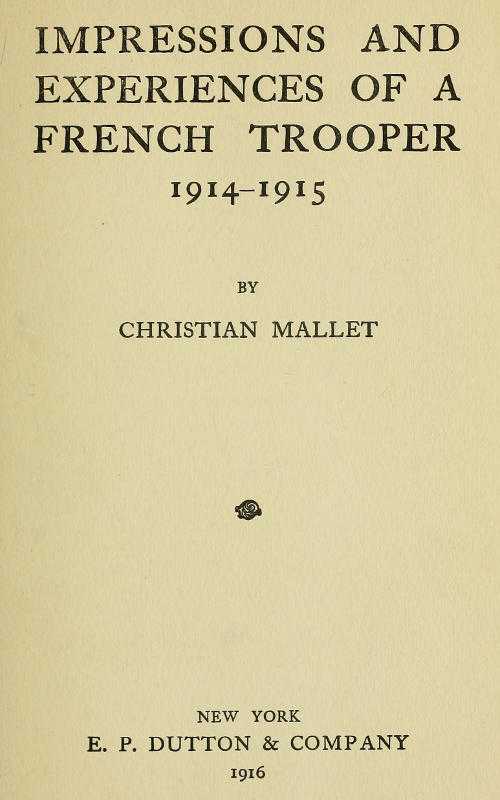 IMPRESSIONS AND
EXPERIENCES OF A
FRENCH TROOPER
1914–1915
BY
CHRISTIAN MALLET
NEW YORK
E. P. DUTTON & COMPANY
1916